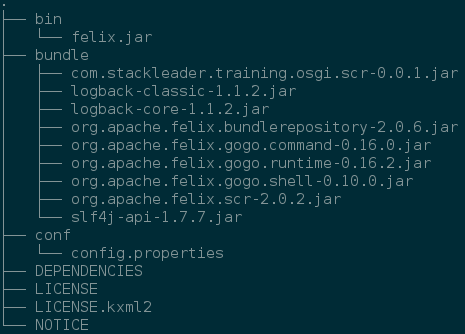 .
├── bin
│   └── felix.jar
├── bundle
│   ├── com.stackleader.training.osgi.scr-0.0.1.jar
│   ├── logback-classic-1.1.2.jar
│   ├── logback-core-1.1.2.jar
│   ├── org.apache.felix.bundlerepository-2.0.6.jar
│   ├── org.apache.felix.gogo.command-0.16.0.jar
│   ├── org.apache.felix.gogo.runtime-0.16.2.jar
│   ├── org.apache.felix.gogo.shell-0.10.0.jar
│   ├── org.apache.felix.scr-2.0.2.jar
│   └── slf4j-api-1.7.7.jar
├── conf
│   └── config.properties
├── DEPENDENCIES
├── LICENSE
├── LICENSE.kxml2
└── NOTICE